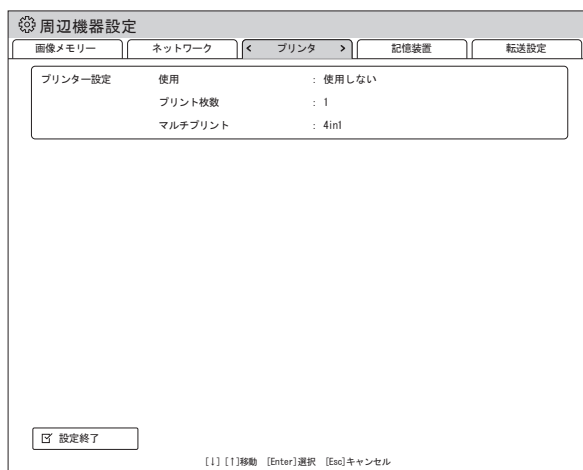 周辺機器設定
画像メモリー ネットワーク < プリンタ > 記憶装置 転送設定
プリンター設定 使用 : 使用しない
プリント枚数 : 1
マルチプリント : 4in1
設定終了
[↓] [↑]移動 [Enter]選択 [Esc]キャンセル